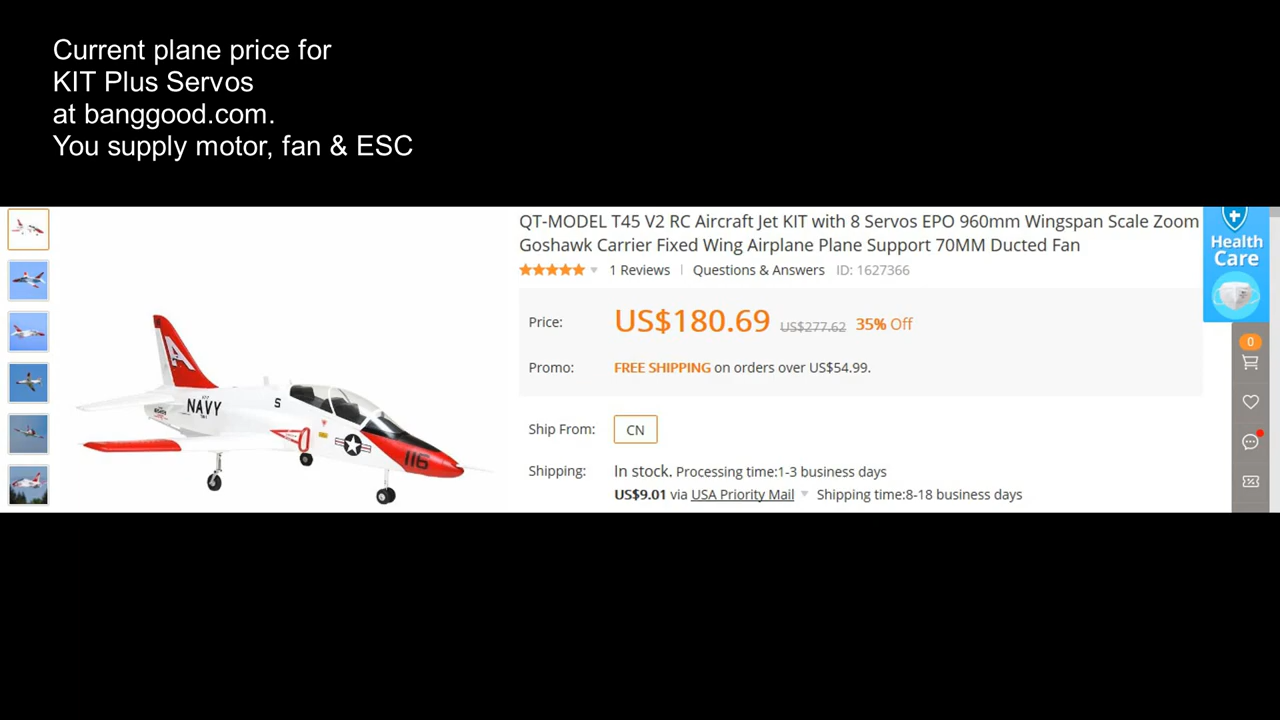 Current plane price for
KIT Plus Servos
at banggood.com.
You supply motor, fan & ESC
QT-MODEL T45 V2 RC Aircraft Jet KIT with 8 Servos EPO 960mm Wingspan Scale Zoom
Goshawk Carrier Fixed Wing Airplane Plane Support 70MM Ducted Fan
1 Reviews Questions & Answers ID: 1627366
Price: US$180.69 US$277.62 35% Off
Promo: FREE SHIPPING on orders over US$54.99.
Ship From: CN
Shipping: In stock. Processing time:1-3 business days
US$9.01 via USA Priority Mail Shipping time:8-18 business days
Health
Care
0
A
NAVY
S
116